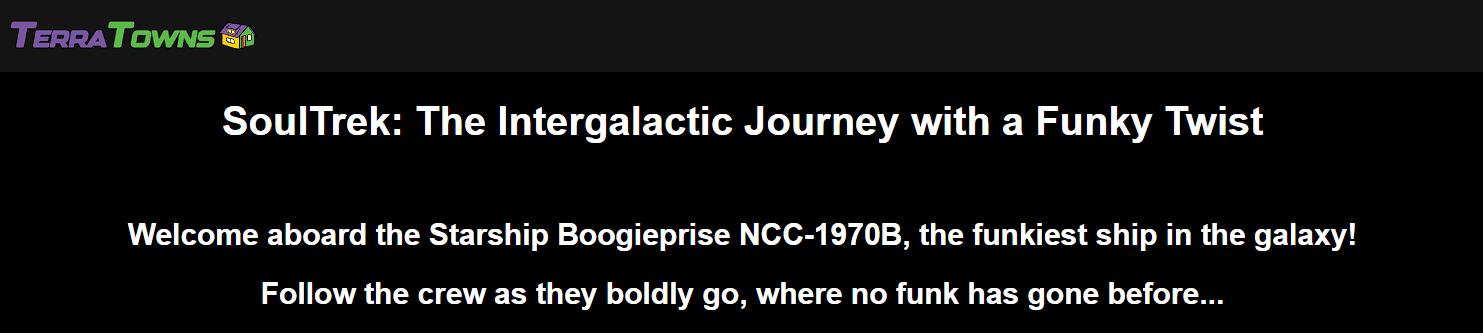 TERRATOWNS
SoulTrek: The Intergalactic Journey with a Funky Twist
Welcome aboard the Starship Boogieprise NCC-1970B, the funkiest ship in the galaxy!
Follow the crew as they boldly go, where no funk has gone before...